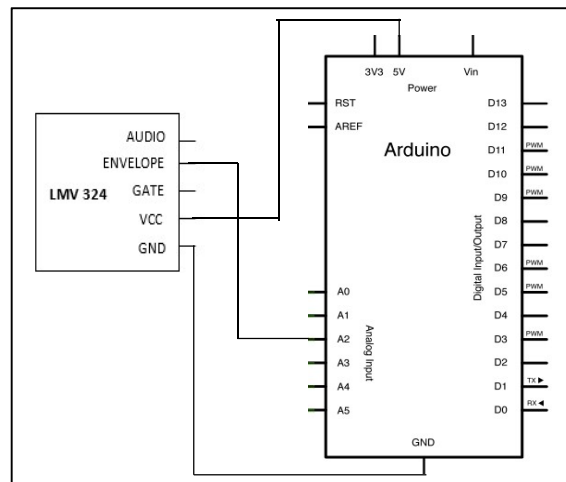 3V3 5V Vin
Power
RST
AREF
Arduino
D13
D12
D11 PWM
D10 PWM
D9 PWM
D8
D7
D6 PWM
D5 PWM
D4
D3 PWM
D2
D1 TX ▶
D0 RX ◀
Digital Input/Output
AUDIO
ENVELOPE
LMV 324
GATE
VCC
GND
A0
A1
A2
A3
A4
A5
Analog Input
GND